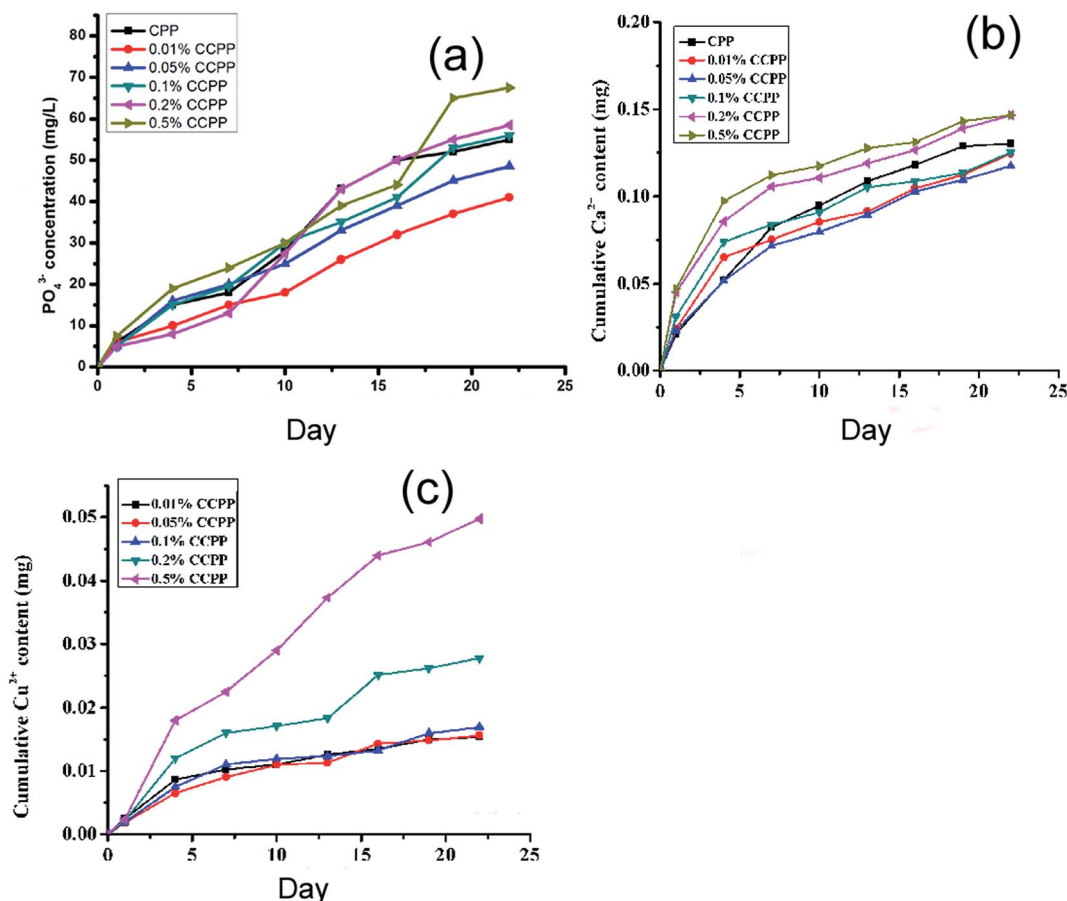 (a)
CPP
0.01% CCPP
0.05% CCPP
0.1% CCPP
0.2% CCPP
0.5% CCPP
PO₄³⁻ concentration (mg/L)
80
70
60
50
40
30
20
10
0
0 5 10 15 20 25
Day
(b)
CPP
0.01% CCPP
0.05% CCPP
0.1% CCPP
0.2% CCPP
0.5% CCPP
Cumulative Ca²⁻ content (mg)
0.20
0.15
0.10
0.05
0.00
0 5 10 15 20 25
Day
(c)
0.01% CCPP
0.05% CCPP
0.1% CCPP
0.2% CCPP
0.5% CCPP
Cumulative Cu²⁺ content (mg)
0.05
0.04
0.03
0.02
0.01
0.00
0 5 10 15 20 25
Day